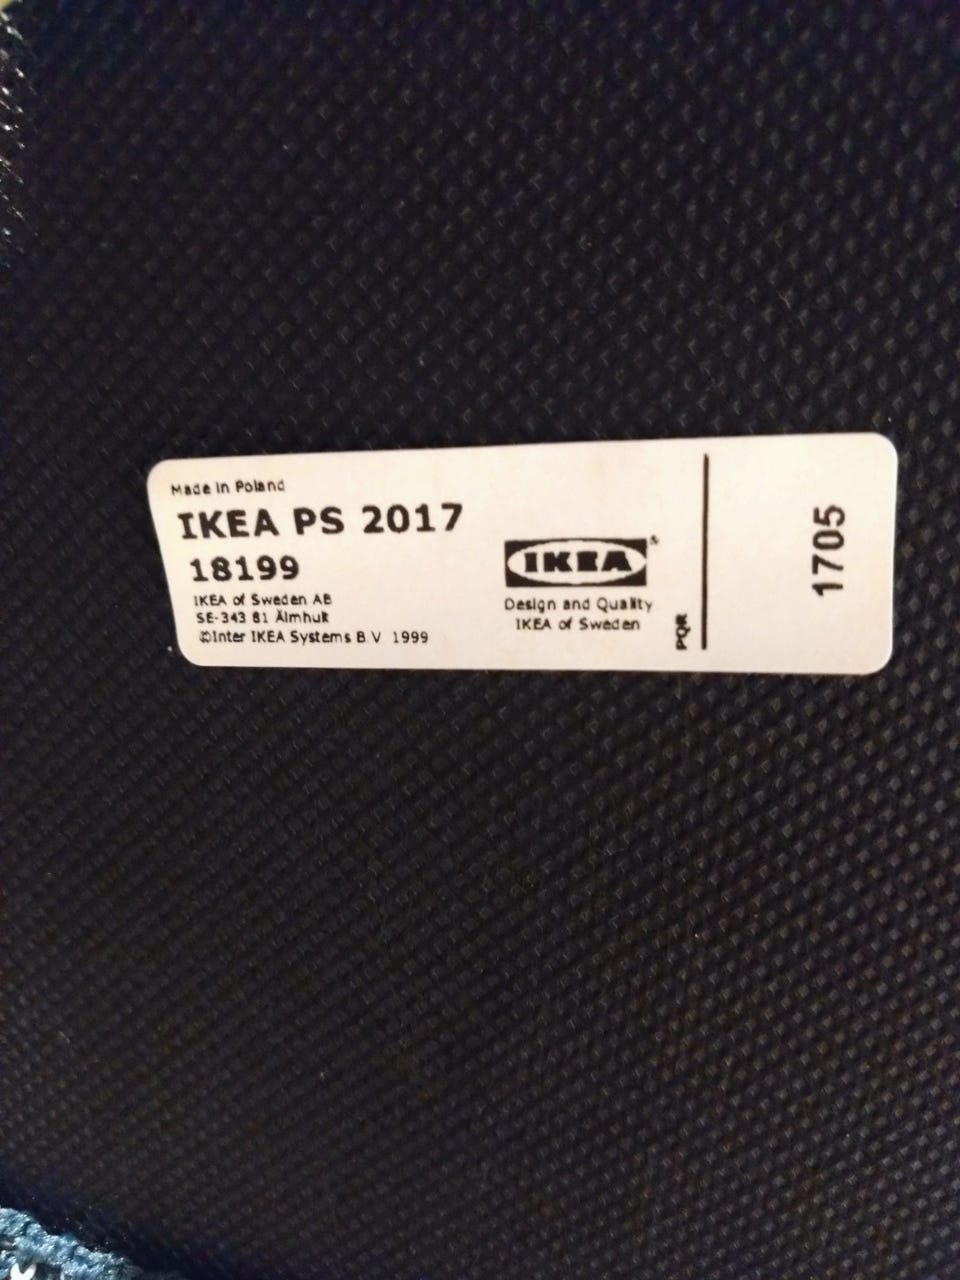 Made in Poland
IKEA PS 2017
18199
IKEA of Sweden AB
SE-343 81 Älmhult
©Inter IKEA Systems B.V 1999
IKEA®
Design and Quality
IKEA of Sweden
PQR
1705